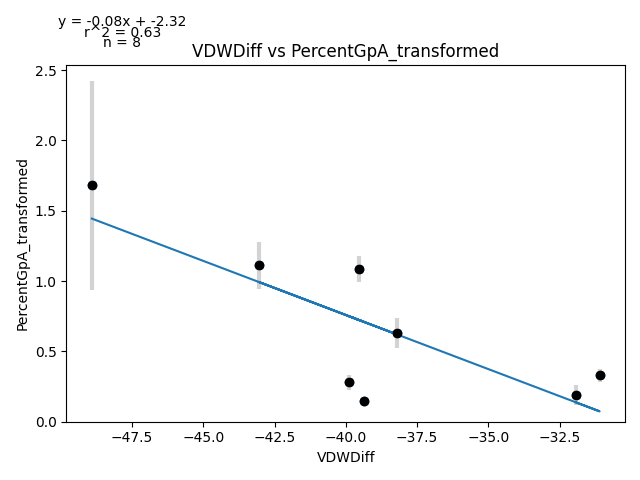 y = -0.08x + -2.32
r^2 = 0.63
n = 8
VDWDiff vs PercentGpA_transformed
PercentGpA_transformed
2.5
2.0
1.5
1.0
0.5
0.0
−47.5 −45.0 −42.5 −40.0 −37.5 −35.0 −32.5
VDWDiff